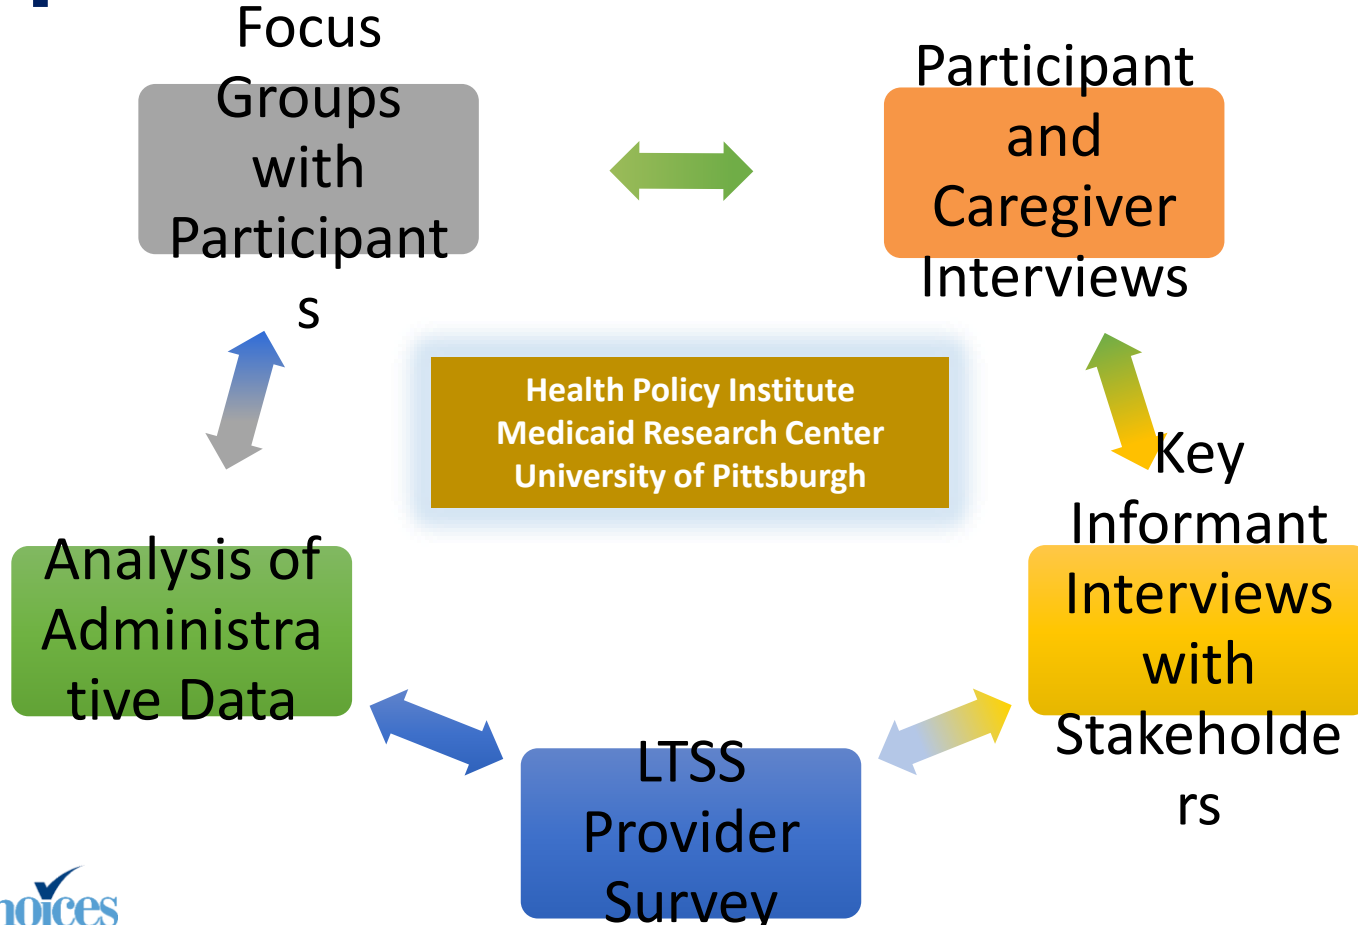 Focus
Groups
with
Participant
s
Participant
and
Caregiver
Interviews
Health Policy Institute
Medicaid Research Center
University of Pittsburgh
Key
Informant
Interviews
with
Stakeholde
rs
Analysis of
Administra
tive Data
LTSS
Provider
Survey